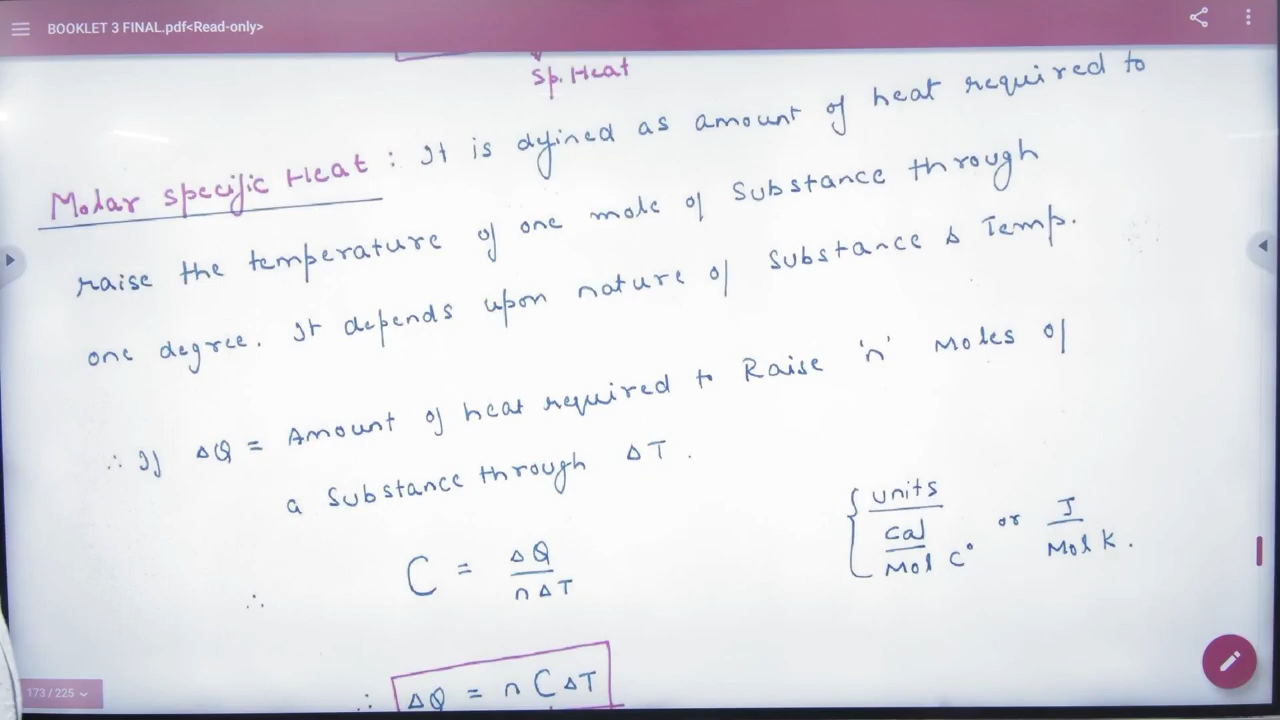 BOOKLET 3 FINAL.pdf<Read-only>
Sp. Heat
Molar specific Heat : It is defined as amount of heat required to
raise the temperature of one mole of Substance through
one degree. It depends upon nature of Substance & Temp.
∴ If ΔQ = Amount of heat required to Raise 'n' Moles of
a Substance through ΔT .
units
Cal / Mol C° or J / Mol K .
∴ C = ΔQ / nΔT
∴ ΔQ = n C ΔT
173 / 225